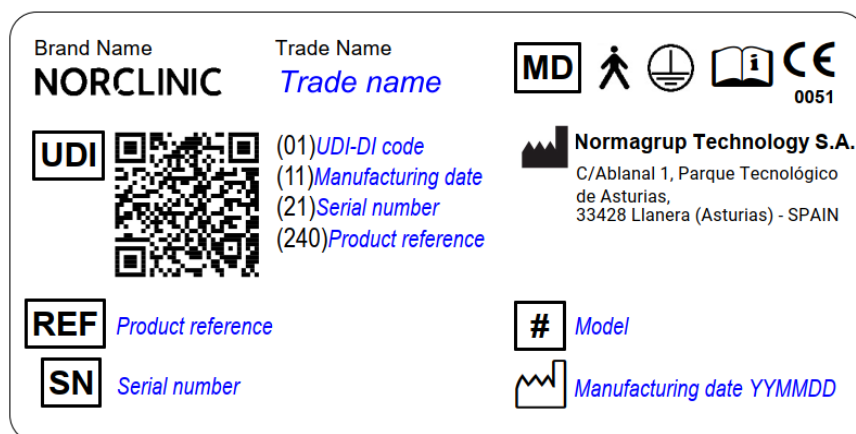 Brand Name
NORCLINIC
Trade Name
Trade name
MD
CE
0051
UDI
(01)UDI-DI code
(11)Manufacturing date
(21)Serial number
(240)Product reference
Normagrup Technology S.A.
C/Ablanal 1, Parque Tecnológico
de Asturias,
33428 Llanera (Asturias) - SPAIN
REF Product reference
# Model
SN Serial number
Manufacturing date YYMMDD